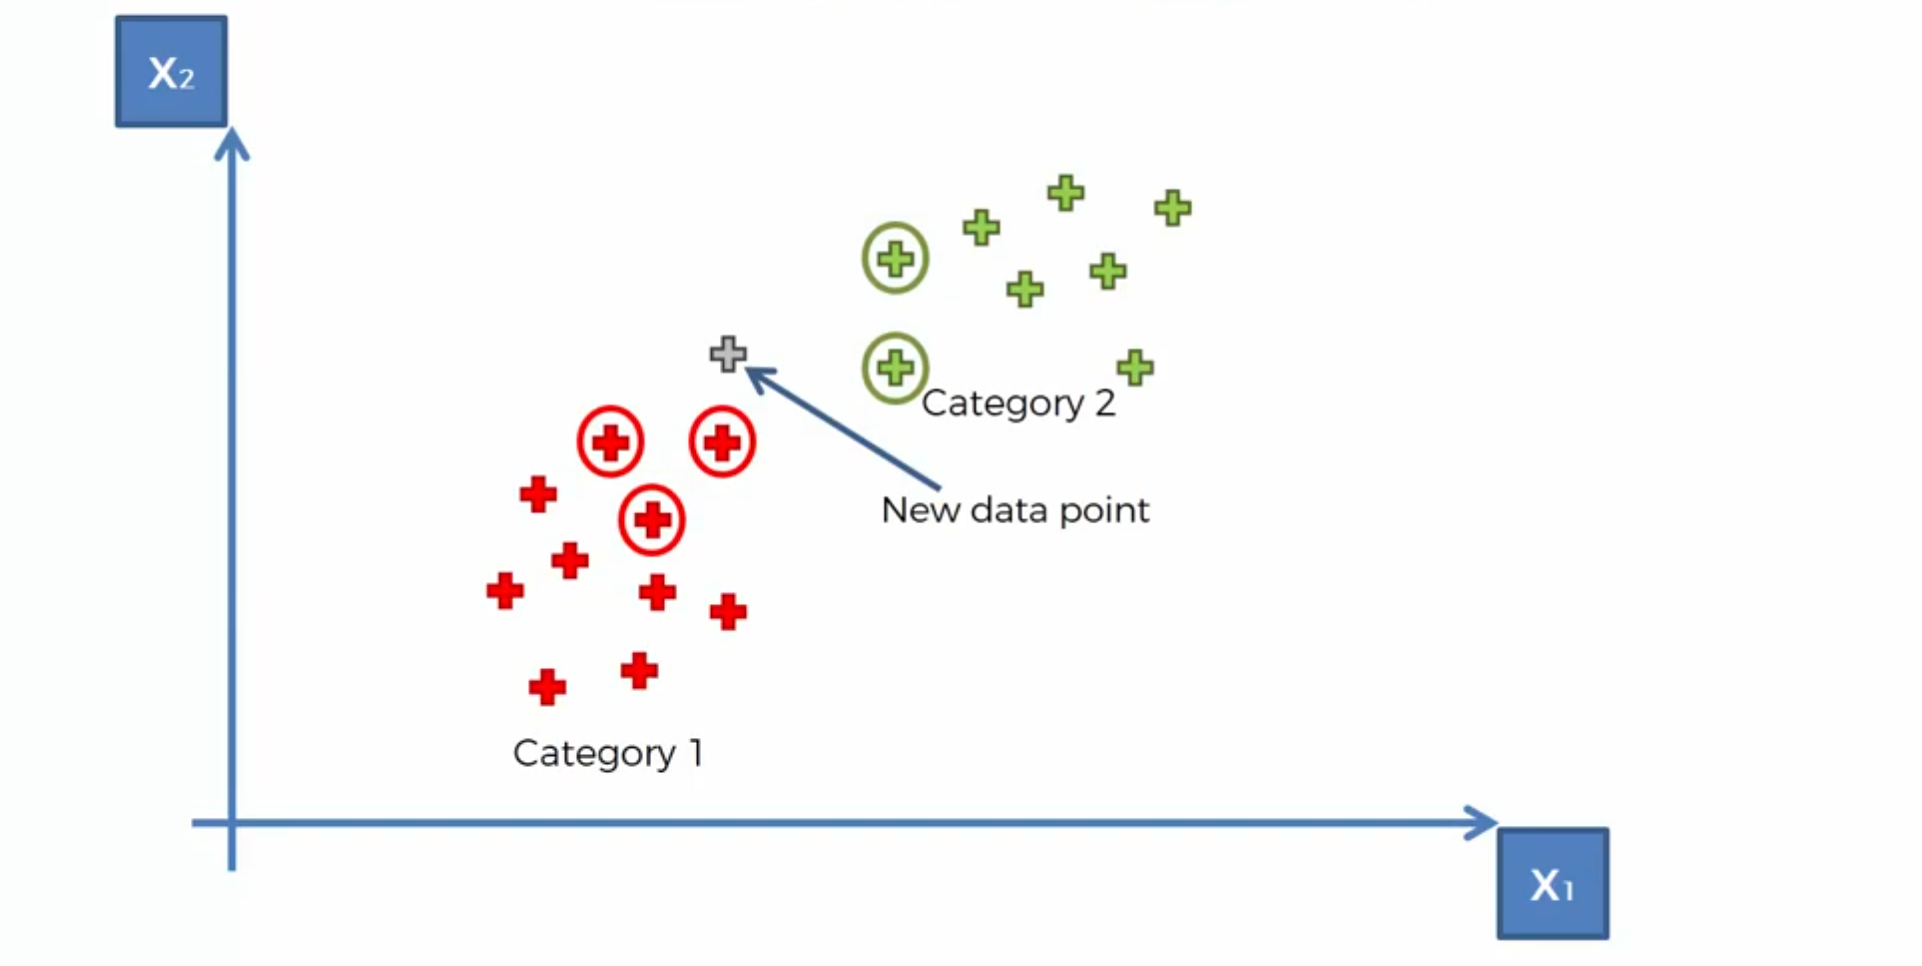 X2
Category 2
New data point
Category 1
X1